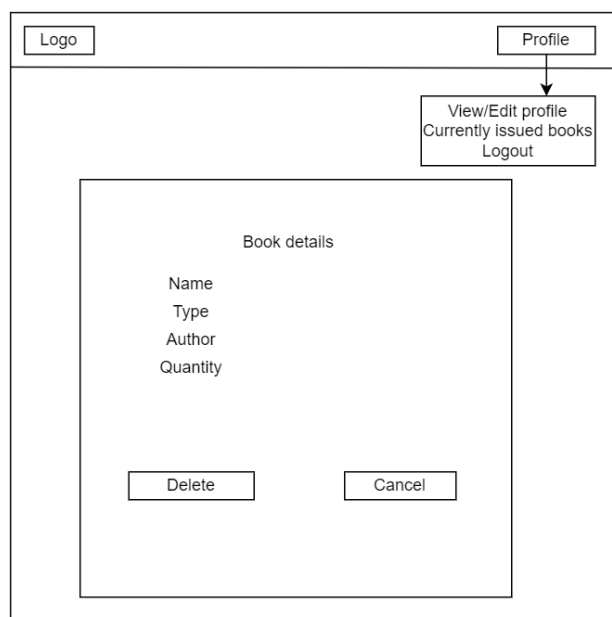 Logo
Profile
View/Edit profile
Currently issued books
Logout
Book details
Name
Type
Author
Quantity
Delete
Cancel